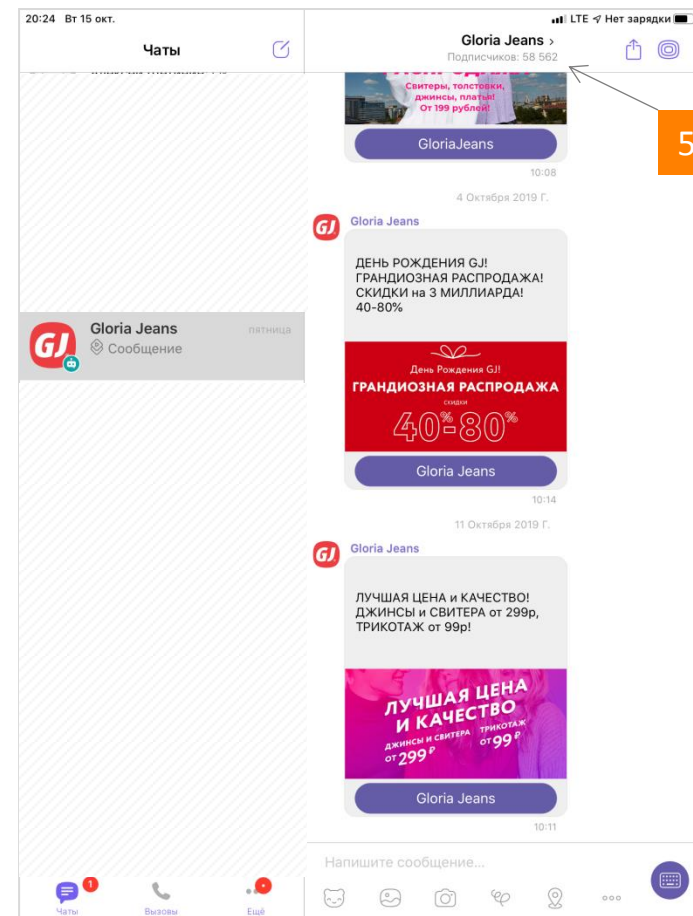 20:24 Вт 15 окт.
LTE
Нет зарядки
Чаты
Gloria Jeans
Подписчиков: 58 562
5
Свитеры, толстовки,
джинсы, платья!
От 199 рублей!
GloriaJeans
10:08
4 Октября 2019 Г.
GJ
Gloria Jeans
ДЕНЬ РОЖДЕНИЯ GJ!
ГРАНДИОЗНАЯ РАСПРОДАЖА!
СКИДКИ на 3 МИЛЛИАРДА!
40-80%
GJ
Gloria Jeans
пятница
Сообщение
День Рождения GJ!
ГРАНДИОЗНАЯ РАСПРОДАЖА
СКИДКИ
40%-80%
Gloria Jeans
10:14
11 Октября 2019 Г.
GJ
Gloria Jeans
ЛУЧШАЯ ЦЕНА и КАЧЕСТВО!
ДЖИНСЫ и СВИТЕРА от 299р,
ТРИКОТАЖ от 99р!
ЛУЧШАЯ ЦЕНА
И КАЧЕСТВО
ДЖИНСЫ И СВИТЕРА
от 299 ₽
ТРИКОТАЖ
от 99 ₽
Gloria Jeans
10:11
Напишите сообщение...
1
Чаты
Вызовы
Ещё